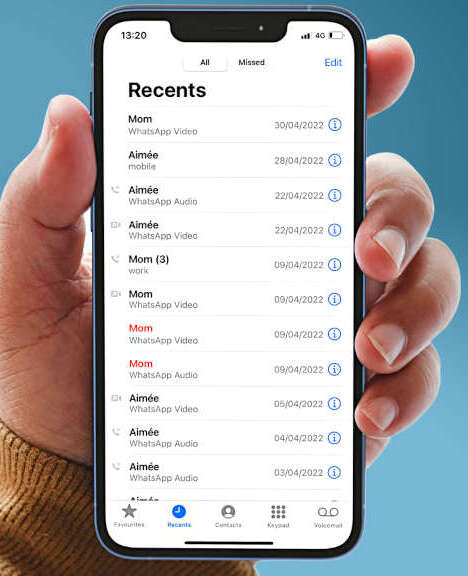 13:20
4G
All
Missed
Edit
Recents
Mom
WhatsApp Video
30/04/2022
Aimée
mobile
28/04/2022
Aimée
WhatsApp Audio
22/04/2022
Aimée
WhatsApp Video
22/04/2022
Mom (3)
work
09/04/2022
Mom
WhatsApp Video
09/04/2022
Mom
WhatsApp Video
09/04/2022
Mom
WhatsApp Audio
09/04/2022
Aimée
WhatsApp Video
05/04/2022
Aimée
WhatsApp Audio
04/04/2022
Aimée
WhatsApp Audio
03/04/2022
Aimée
Favourites
Recents
Contacts
Keypad
Voicemail